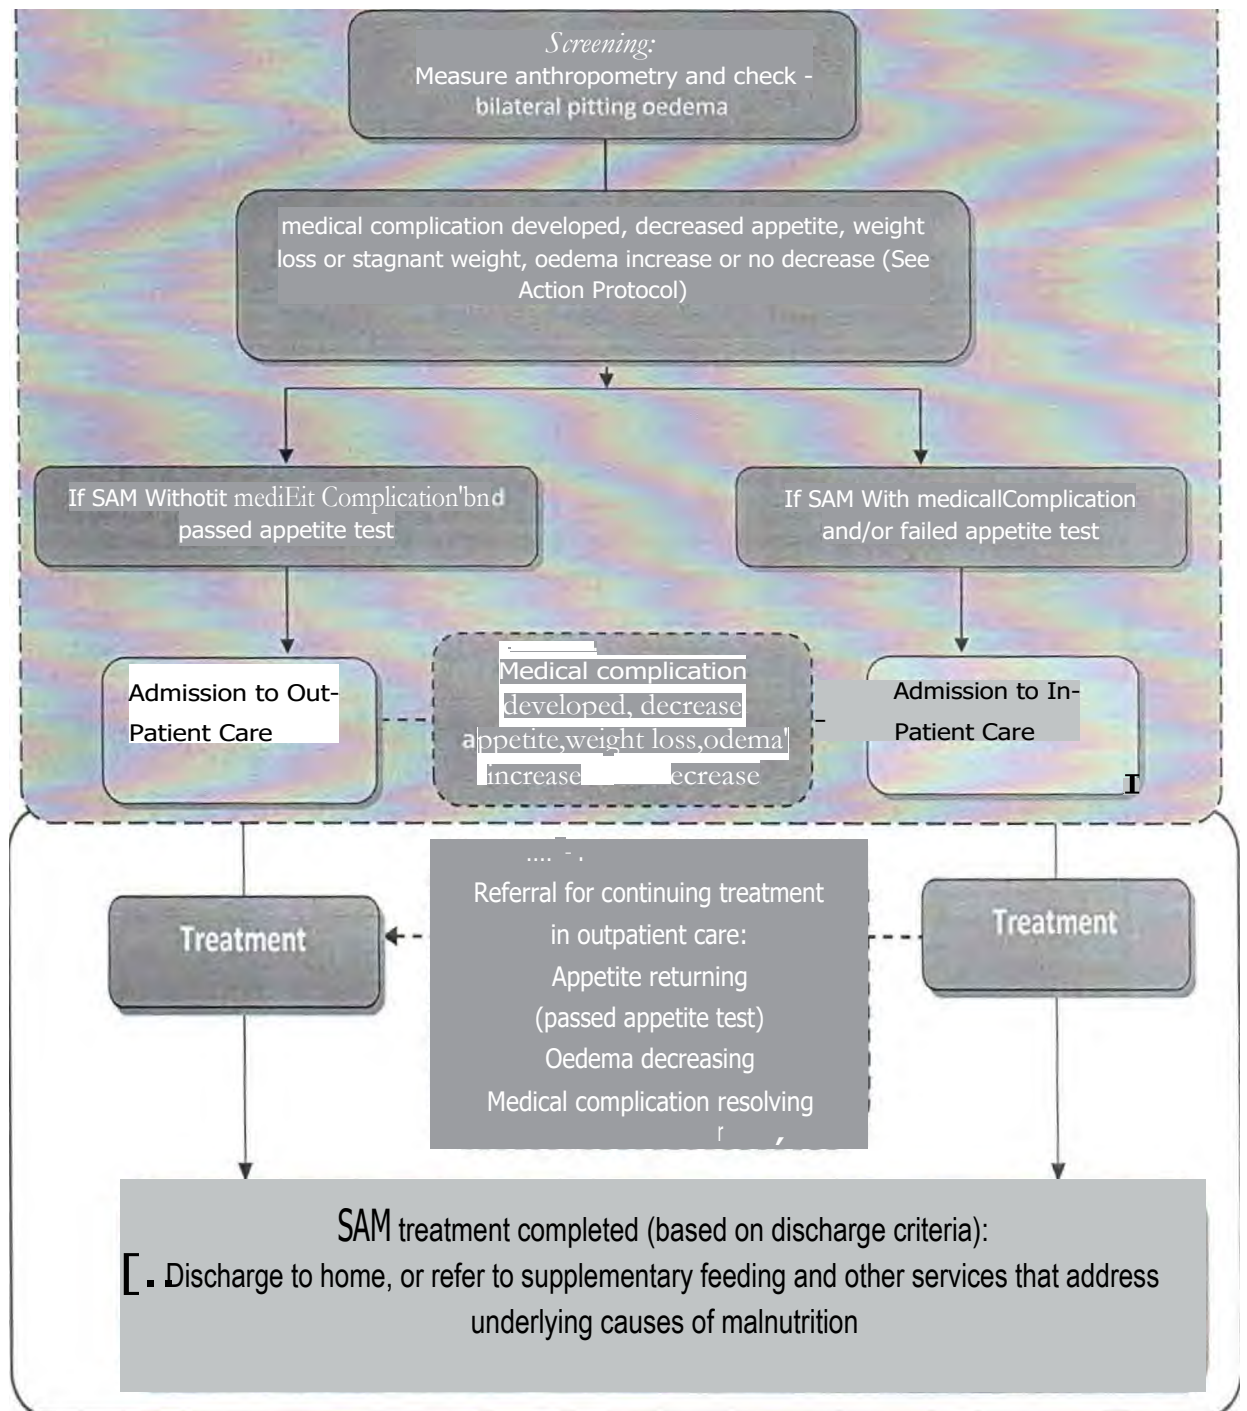 Screening:
Measure anthropometry and check -
bilateral pitting oedema
medical complication developed, decreased appetite, weight
loss or stagnant weight, oedema increase or no decrease (See
Action Protocol)
If SAM Withotit mediEit Complication'bnd
passed appetite test
If SAM With medicallComplication
and/or failed appetite test
Admission to Out-
Patient Care
Medical complication
developed, decrease
appetite,weight loss,odema'
increase ecrease
Admission to In-
Patient Care
I
Treatment
Referral for continuing treatment
in outpatient care:
Appetite returning
(passed appetite test)
Oedema decreasing
Medical complication resolving
r ,
Treatment
SAM treatment completed (based on discharge criteria):
[..Discharge to home, or refer to supplementary feeding and other services that address
underlying causes of malnutrition